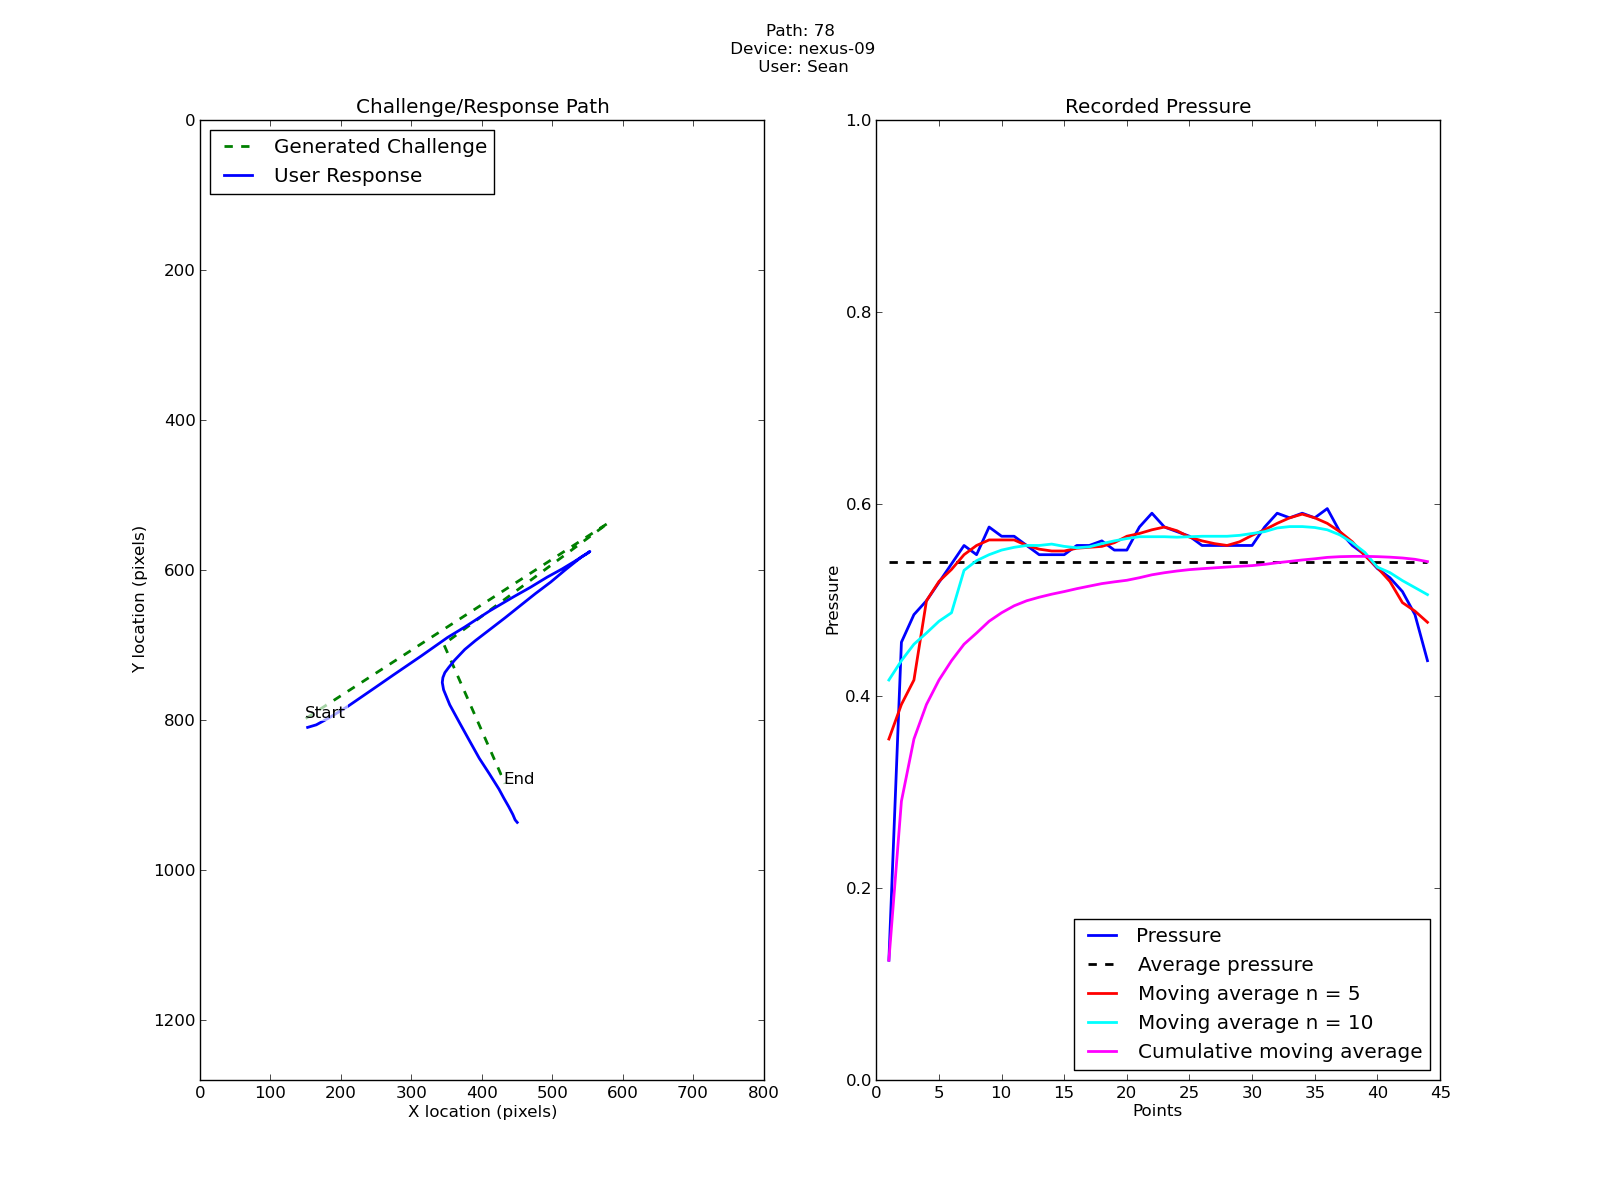 Path: 78
Device: nexus-09
User: Sean
Challenge/Response Path
Generated Challenge
User Response
Start
End
0
200
400
600
800
1000
1200
Y location (pixels)
0 100 200 300 400 500 600 700 800
X location (pixels)
Recorded Pressure
1.0
0.8
0.6
0.4
0.2
0.0
Pressure
Pressure
Average pressure
Moving average n = 5
Moving average n = 10
Cumulative moving average
0 5 10 15 20 25 30 35 40 45
Points